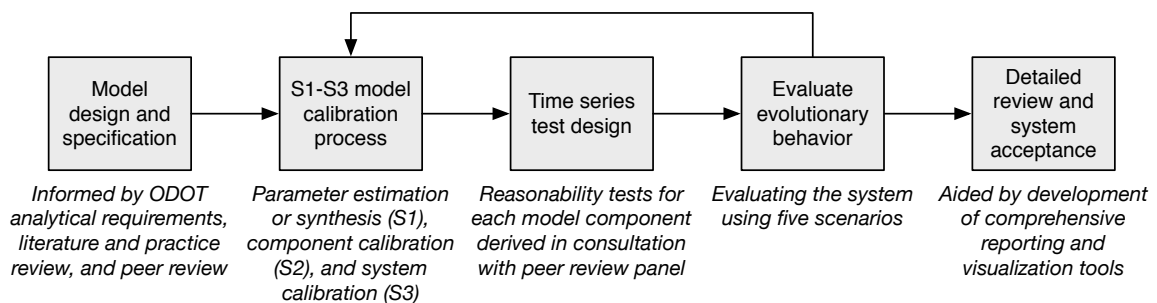 Model
design and
specification
S1-S3 model
calibration
process
Time series
test design
Evaluate
evolutionary
behavior
Detailed
review and
system
acceptance
Informed by ODOT
analytical requirements,
literature and practice
review, and peer review
Parameter estimation
or synthesis (S1),
component calibration
(S2), and system
calibration (S3)
Reasonability tests for
each model component
derived in consultation
with peer review panel
Evaluating the system
using five scenarios
Aided by development
of comprehensive
reporting and
visualization tools